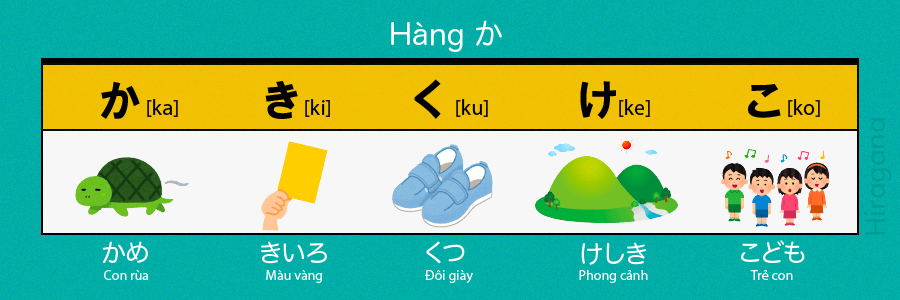 Hàng か
か [ka] き [ki] く [ku] け [ke] こ [ko]
かめ きいろ くつ けしき こども
Con rùa Màu vàng Đôi giày Phong cảnh Trẻ con
Hiragana